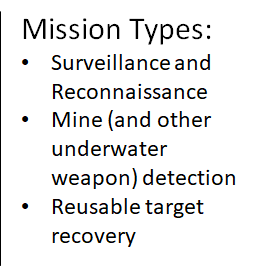 Mission Types:
• Surveillance and
Reconnaissance
• Mine (and other
underwater
weapon) detection
• Reusable target
recovery